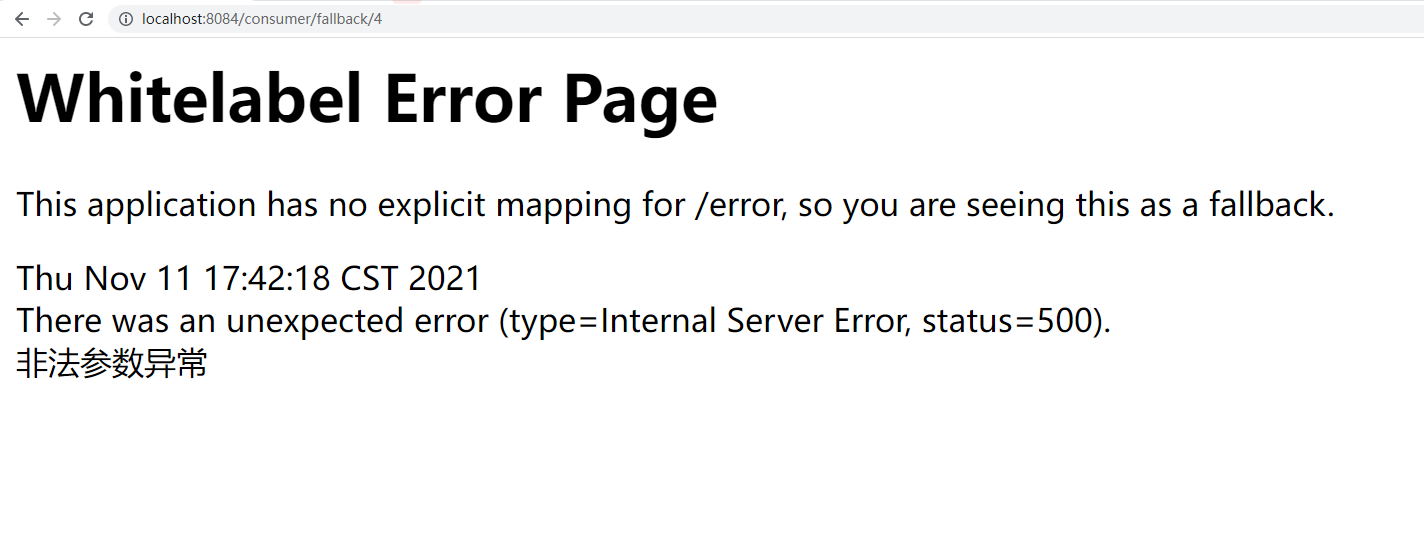 localhost:8084/consumer/fallback/4
Whitelabel Error Page
This application has no explicit mapping for /error, so you are seeing this as a fallback.
Thu Nov 11 17:42:18 CST 2021
There was an unexpected error (type=Internal Server Error, status=500).
非法参数异常